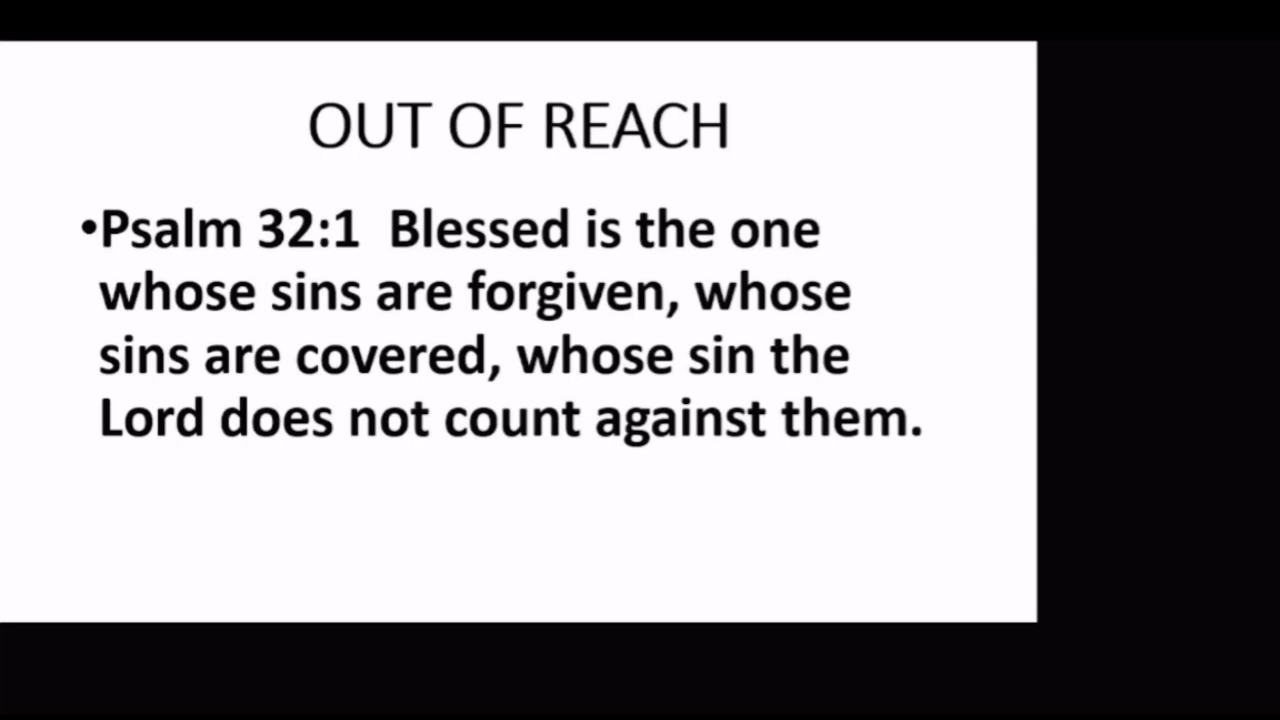 OUT OF REACH
•Psalm 32:1  Blessed is the one
whose sins are forgiven, whose
sins are covered, whose sin the
Lord does not count against them.